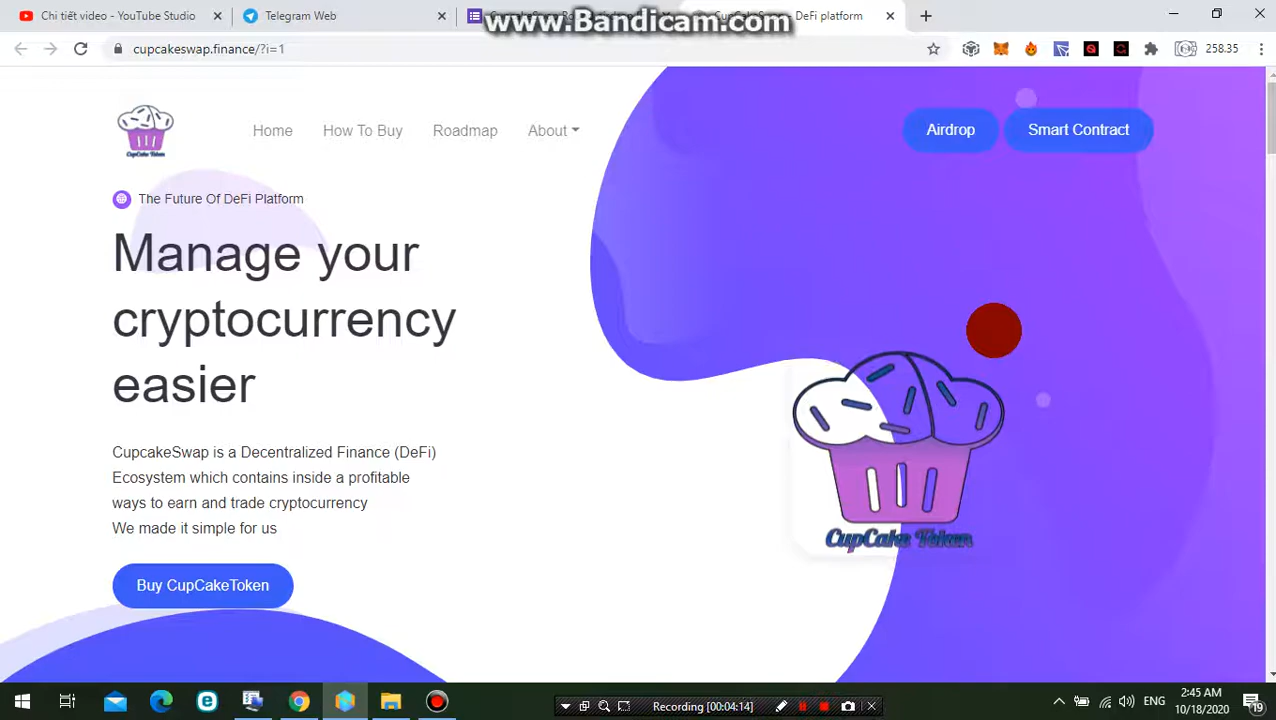 Chi tiết video - YouTube Studio
Telegram Web
DeFi platform
www.Bandicam.com
cupcakeswap.finance/?i=1
258.35
CupCake Token
Home
How To Buy
Roadmap
About
Airdrop
Smart Contract
The Future Of DeFi Platform
Manage your
cryptocurrency
easier
CupcakeSwap is a Decentralized Finance (DeFi)
Ecosystem which contains inside a profitable
ways to earn and trade cryptocurrency
We made it simple for us
Buy CupCakeToken
CupCake Token
Recording [00:04:14]
ENG
2:45 AM
10/18/2020
19